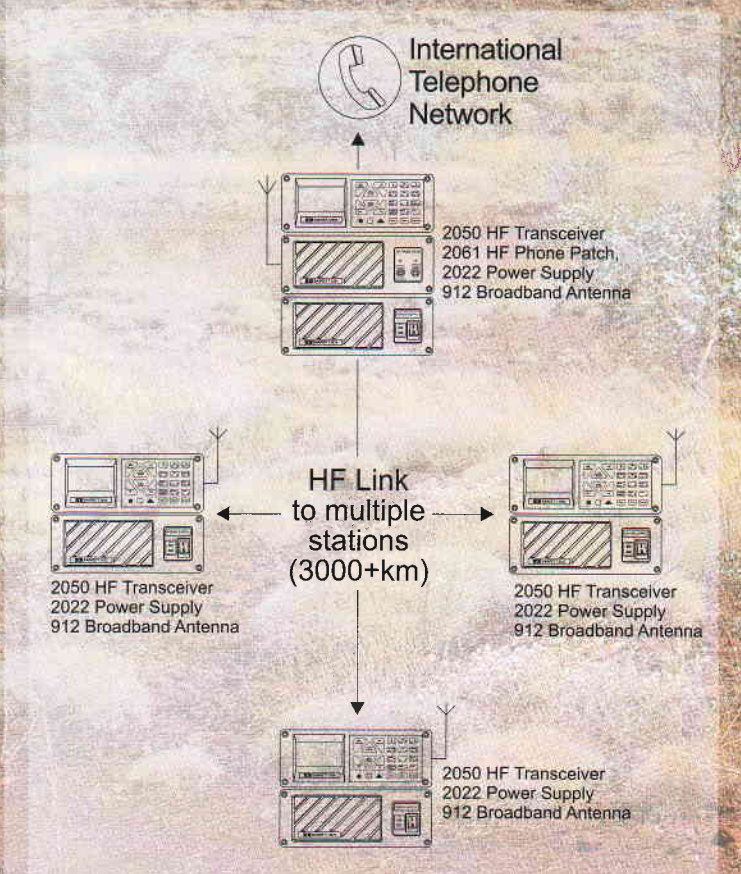 International
Telephone
Network
2050 HF Transceiver
2061 HF Phone Patch,
2022 Power Supply
912 Broadband Antenna
HF Link
to multiple
stations
(3000+km)
2050 HF Transceiver
2022 Power Supply
912 Broadband Antenna
2050 HF Transceiver
2022 Power Supply
912 Broadband Antenna
2050 HF Transceiver
2022 Power Supply
912 Broadband Antenna